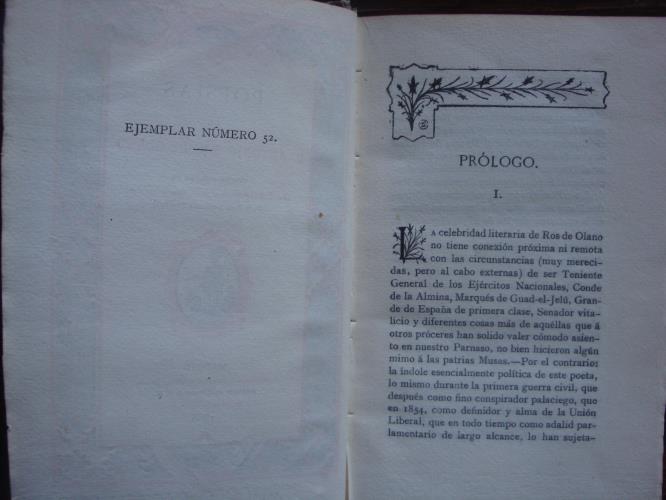 EJEMPLAR NÚMERO 52.
PRÓLOGO.
I.
LA celebridad literaria de Ros de Olano
no tiene conexión próxima ni remota
con las circunstancias (muy mereci-
das, pero al cabo externas) de ser Teniente
General de los Ejércitos Nacionales, Conde
de la Almina, Marqués de Guad-el-Jelú, Gran-
de de España de primera clase, Senador vita-
licio y diferentes cosas más de aquéllas que á
otros próceres han solido valer cómodo asien-
to en nuestro Parnaso, no bien hicieron algún
mimo á las patrias Musas.—Por el contrario:
la índole esencialmente política de este poeta,
lo mismo durante la primera guerra civil, que
después como fino conspirador palaciego, que
en 1854, como definidor y alma de la Unión
Liberal, que en todo tiempo como adalid par-
lamentario de largo alcance, lo han sujeta-